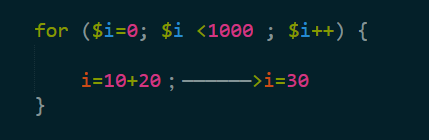 for ($i=0; $i <1000 ; $i++) {
i=10+20 ; ———————>i=30
}